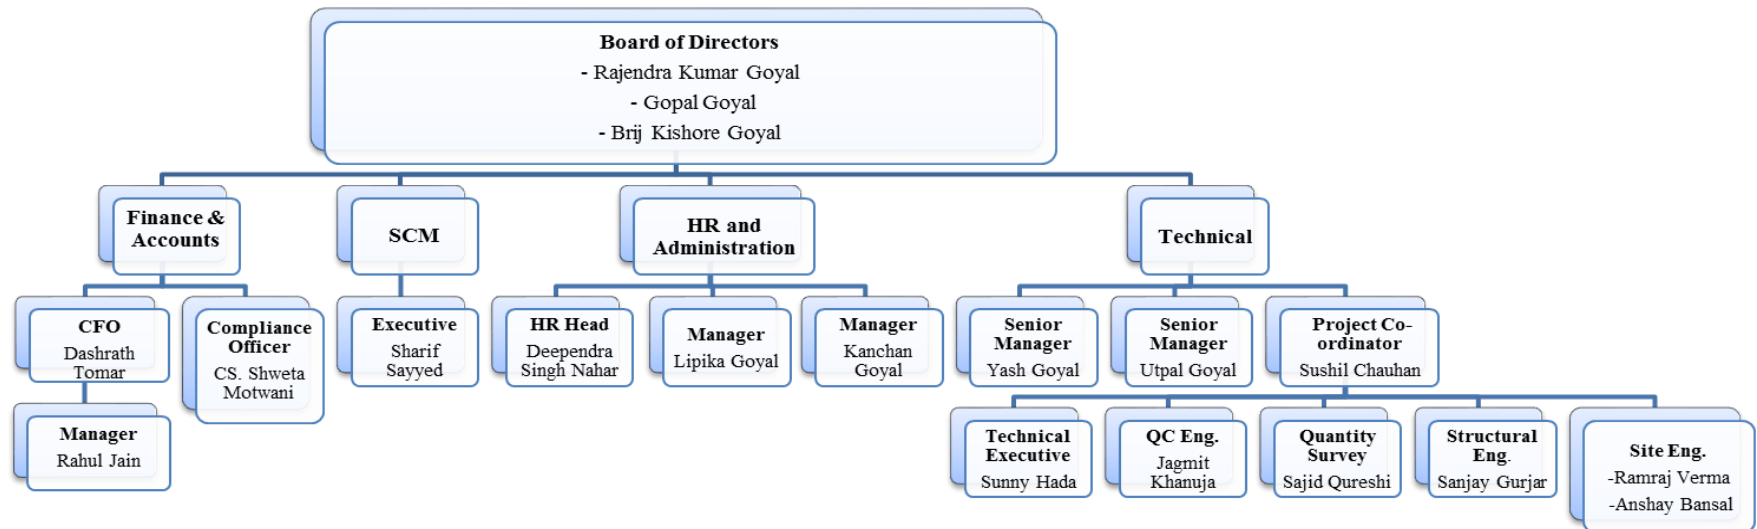 Board of Directors
- Rajendra Kumar Goyal
- Gopal Goyal
- Brij Kishore Goyal
Finance &
Accounts
SCM
HR and
Administration
Technical
CFO
Dashrath
Tomar
Compliance
Officer
CS. Shweta
Motwani
Executive
Sharif
Sayyed
HR Head
Deependra
Singh Nahar
Manager
Lipika Goyal
Manager
Kanchan
Goyal
Senior
Manager
Yash Goyal
Senior
Manager
Utpal Goyal
Project Co-
ordinator
Sushil Chauhan
Manager
Rahul Jain
Technical
Executive
Sunny Hada
QC Eng.
Jagmit
Khanuja
Quantity
Survey
Sajid Qureshi
Structural
Eng.
Sanjay Gurjar
Site Eng.
-Ramraj Verma
-Anshay Bansal